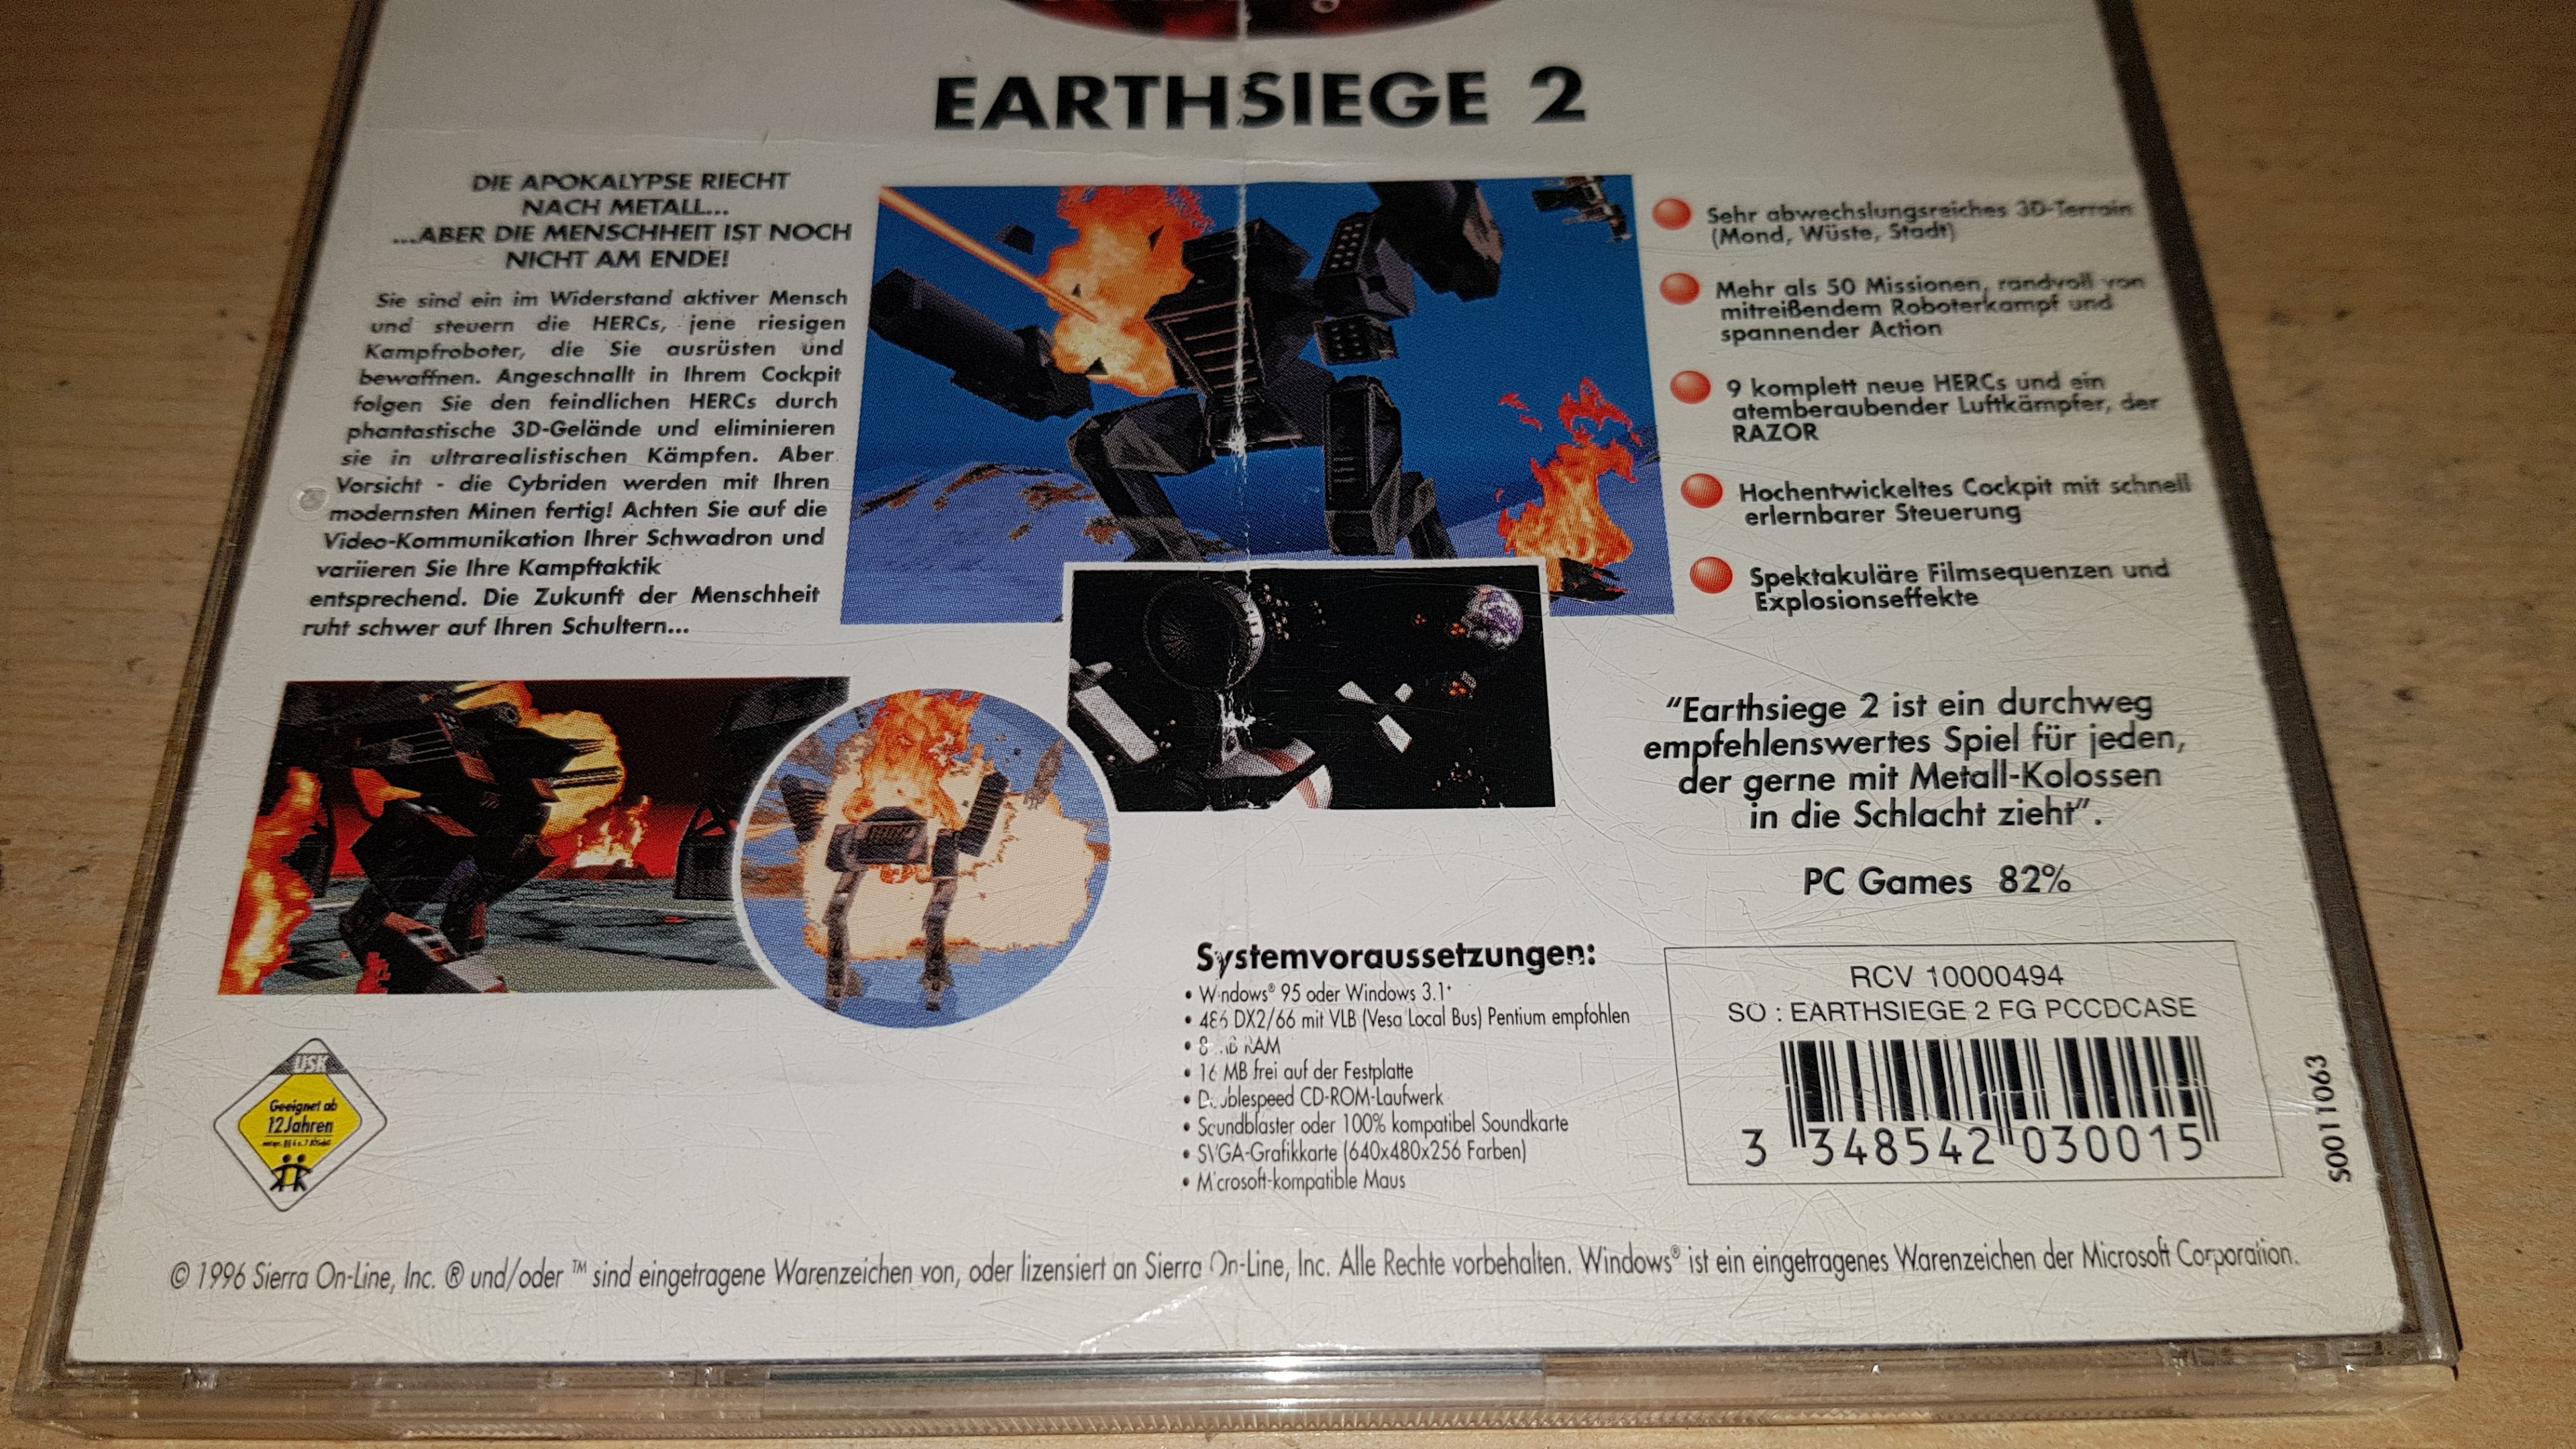 EARTHSIEGE 2
DIE APOKALYPSE RIECHT
NACH METALL...
...ABER DIE MENSCHHEIT IST NOCH
NICHT AM ENDE!
Sie sind ein im Widerstand aktiver Mensch
und steuern die HERCs, jene riesigen
Kampfroboter, die Sie ausrüsten und
bewaffnen. Angeschnallt in Ihrem Cockpit
folgen Sie den feindlichen HERCs durch
phantastische 3D-Gelände und eliminieren
sie in ultrarealistischen Kämpfen. Aber
Vorsicht - die Cybriden werden mit Ihren
modernsten Minen fertig! Achten Sie auf die
Video-Kommunikation Ihrer Schwadron und
variieren Sie Ihre Kampftaktik
entsprechend. Die Zukunft der Menschheit
ruht schwer auf Ihren Schultern...
Sehr abwechslungsreiches 3D-Terrain
(Mond, Wüste, Stadt)
Mehr als 50 Missionen, randvoll von
mitreißendem Roboterkampf und
spannender Action
9 komplett neue HERCs und ein
atemberaubender Luftkämpfer, der
RAZOR
Hochentwickeltes Cockpit mit schnell
erlernbarer Steuerung
Spektakuläre Filmsequenzen und
Explosionseffekte
"Earthsiege 2 ist ein durchweg
empfehlenswertes Spiel für jeden,
der gerne mit Metall-Kolossen
in die Schlacht zieht".
PC Games 82%
Systemvoraussetzungen:
• Windows® 95 oder Windows 3.1*
• 486 DX2/66 mit VLB (Vesa Local Bus) Pentium empfohlen
• 8 MB RAM
• 16 MB frei auf der Festplatte
• Doublespeed CD-ROM-Laufwerk
• Soundblaster oder 100% kompatibel Soundkarte
• SVGA-Grafikkarte (640x480x256 Farben)
• Microsoft-kompatible Maus
RCV 10000494
SO : EARTHSIEGE 2 FG PCCDCASE
3 348542 030015
S0011063
USK
Geeignet ab
12 Jahren
© 1996 Sierra On-Line, Inc. ® und/oder ™ sind eingetragene Warenzeichen von, oder lizensiert an Sierra On-Line, Inc. Alle Rechte vorbehalten. Windows® ist ein eingetragenes Warenzeichen der Microsoft Corporation.